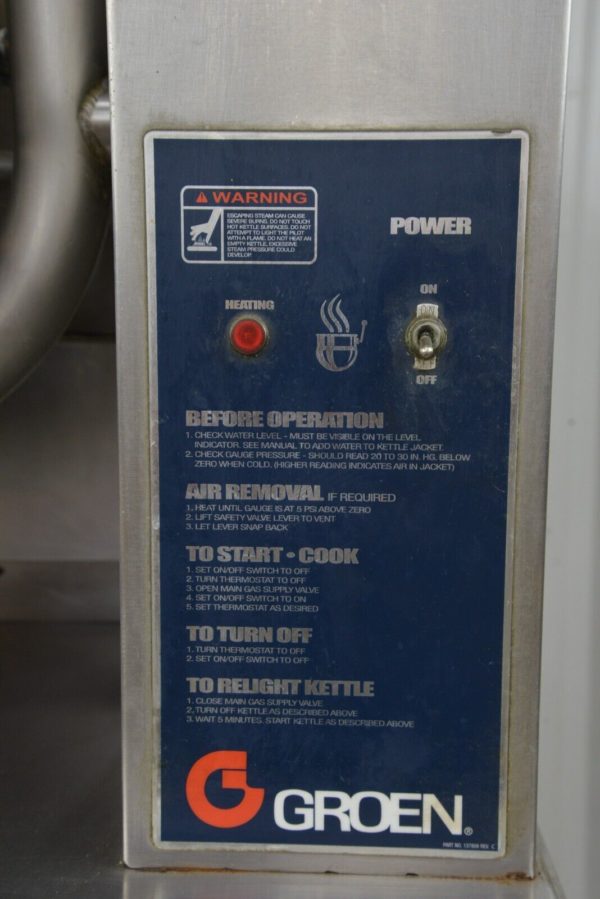 WARNING
ESCAPING STEAM CAN CAUSE
SEVERE BURNS. DO NOT TOUCH
HOT KETTLE SURFACES. DO NOT
ATTEMPT TO LIGHT THE PILOT
WITH A FLAME. DO NOT HEAT AN
EMPTY KETTLE, EXCESSIVE
STEAM PRESSURE COULD
DEVELOP.
POWER
HEATING
ON
ON
OFF
BEFORE OPERATION
1. CHECK WATER LEVEL - MUST BE VISIBLE ON THE LEVEL
INDICATOR. SEE MANUAL TO ADD WATER TO KETTLE JACKET.
2. CHECK GAUGE PRESSURE - SHOULD READ 20 TO 30 IN. HG. BELOW
ZERO WHEN COLD. (HIGHER READING INDICATES AIR IN JACKET)
AIR REMOVAL IF REQUIRED
1. HEAT UNTIL GAUGE IS AT 5 PSI ABOVE ZERO
2. LIFT SAFETY VALVE LEVER TO VENT
3. LET LEVER SNAP BACK
TO START • COOK
1. SET ON/OFF SWITCH TO OFF
2. TURN THERMOSTAT TO OFF
3. OPEN MAIN GAS SUPPLY VALVE
4. SET ON/OFF SWITCH TO ON
5. SET THERMOSTAT AS DESIRED
TO TURN OFF
1. TURN THERMOSTAT TO OFF
2. SET ON/OFF SWITCH TO OFF
TO RELIGHT KETTLE
1. CLOSE MAIN GAS SUPPLY VALVE
2. TURN OFF KETTLE AS DESCRIBED ABOVE
3. WAIT 5 MINUTES. START KETTLE AS DESCRIBED ABOVE
GROEN®
PART NO. REV. C